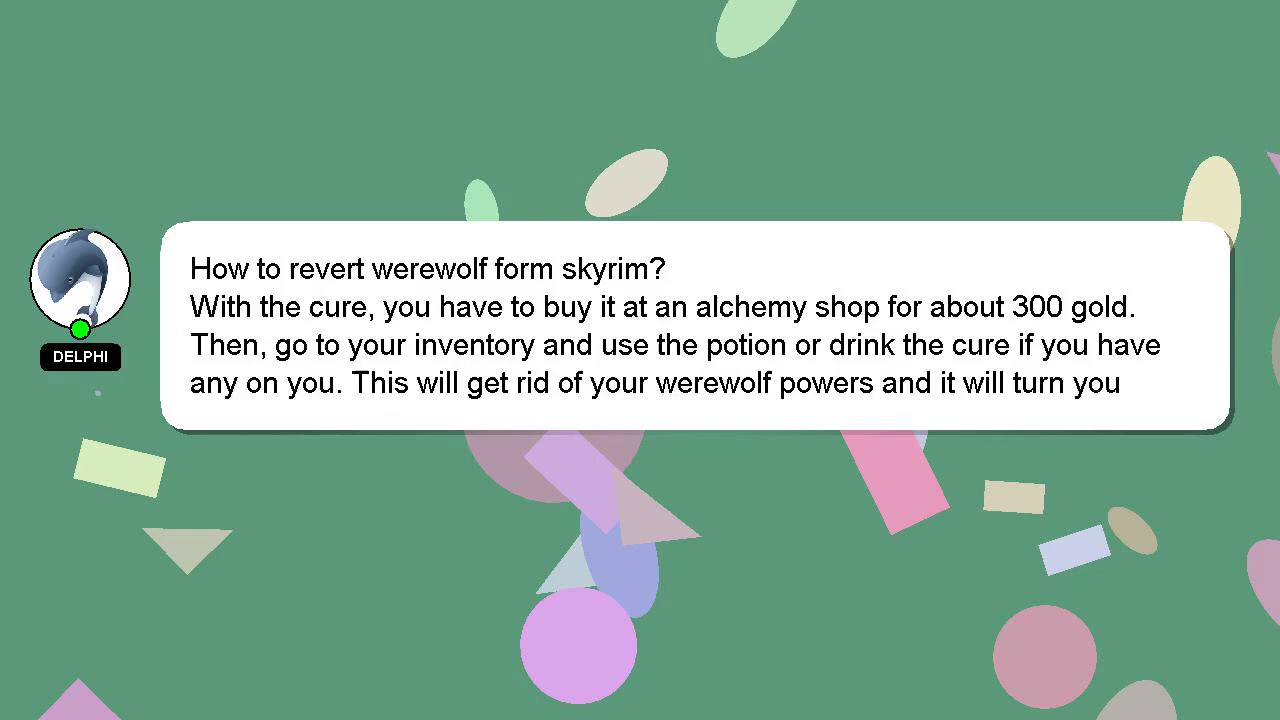 How to revert werewolf form skyrim?
With the cure, you have to buy it at an alchemy shop for about 300 gold.
Then, go to your inventory and use the potion or drink the cure if you have
any on you. This will get rid of your werewolf powers and it will turn you
DELPHI